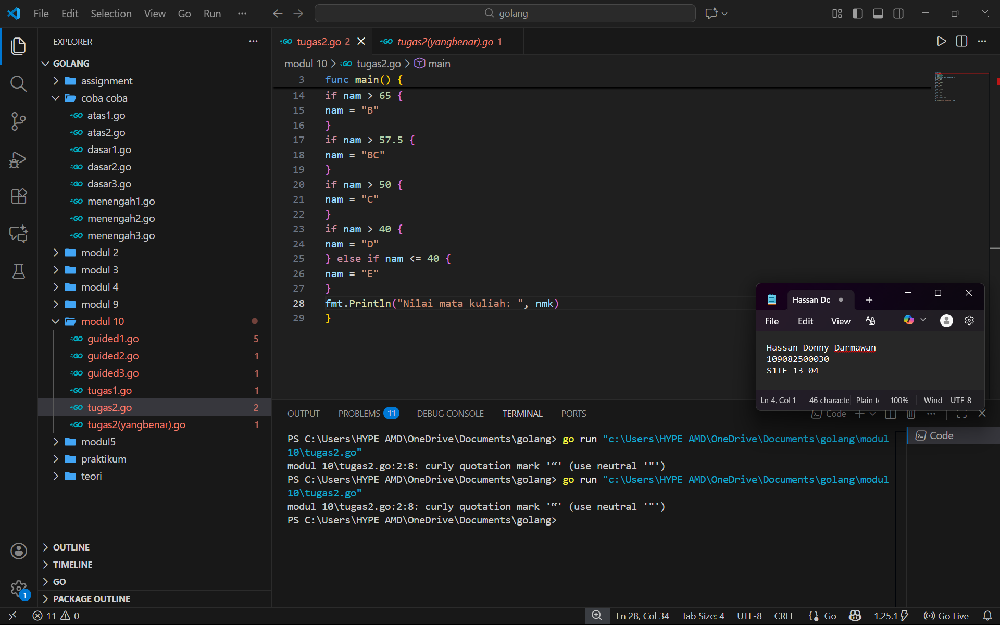 File Edit Selection View Go Run ···
golang
EXPLORER ···
GOLANG
assignment
coba coba
atas1.go
atas2.go
dasar1.go
dasar2.go
dasar3.go
menengah1.go
menengah2.go
menengah3.go
modul 2
modul 3
modul 4
modul 9
modul 10
guided1.go 5
guided2.go 1
guided3.go 1
tugas1.go 1
tugas2.go 2
tugas2(yangbenar).go 1
modul5
praktikum
teori
OUTLINE
TIMELINE
GO
PACKAGE OUTLINE
1
GO tugas2.go 2
GO tugas2(yangbenar).go 1
modul 10 > GO tugas2.go > main
3 func main() {
14 if nam > 65 {
15 nam = "B"
16 }
17 if nam > 57.5 {
18 nam = "BC"
19 }
20 if nam > 50 {
21 nam = "C"
22 }
23 if nam > 40 {
24 nam = "D"
25 } else if nam <= 40 {
26 nam = "E"
27 }
28 fmt.Println("Nilai mata kuliah: ", nmk)
29 }
Hassan Do
File Edit View
Hassan Donny Darmawan
109082500030
S1IF-13-04
Ln 4, Col 1 46 characte Plain t 100% Wind UTF-8
OUTPUT PROBLEMS 11 DEBUG CONSOLE TERMINAL PORTS
Code
PS C:\Users\HYPE AMD\OneDrive\Documents\golang> go run "c:\Users\HYPE AMD\OneDrive\Documents\golang\modul
10\tugas2.go"
modul 10\tugas2.go:2:8: curly quotation mark '“' (use neutral '"')
PS C:\Users\HYPE AMD\OneDrive\Documents\golang> go run "c:\Users\HYPE AMD\OneDrive\Documents\golang\modul
10\tugas2.go"
modul 10\tugas2.go:2:8: curly quotation mark '“' (use neutral '"')
PS C:\Users\HYPE AMD\OneDrive\Documents\golang>
Code
11 0
Ln 28, Col 34 Tab Size: 4 UTF-8 CRLF {} Go 1.25.1 Go Live